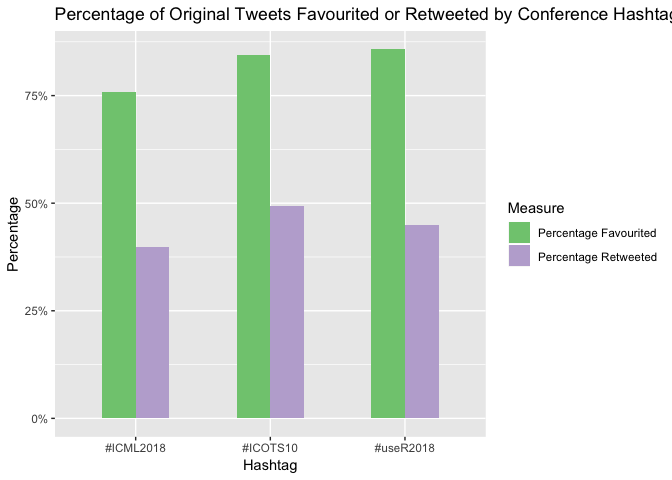 Percentage of Original Tweets Favourited or Retweeted by Conference Hashtag
Percentage
75%
50%
25%
0%
#ICML2018 #ICOTS10 #useR2018
Hashtag
Measure
Percentage Favourited
Percentage Retweeted